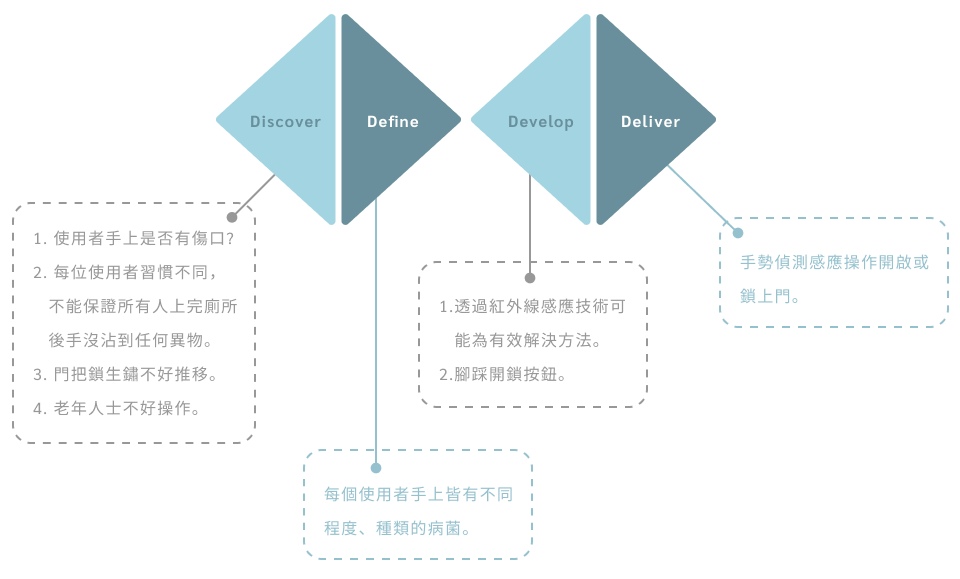 Discover
Define
Develop
Deliver
1. 使用者手上是否有傷口?
2. 每位使用者習慣不同，
不能保證所有人上完廁所
後手沒沾到任何異物。
3. 門把鎖生鏽不好推移。
4. 老年人士不好操作。
每個使用者手上皆有不同
程度、種類的病菌。
1.透過紅外線感應技術可
能為有效解決方法。
2.腳踩開鎖按鈕。
手勢偵測感應操作開啟或
鎖上門。